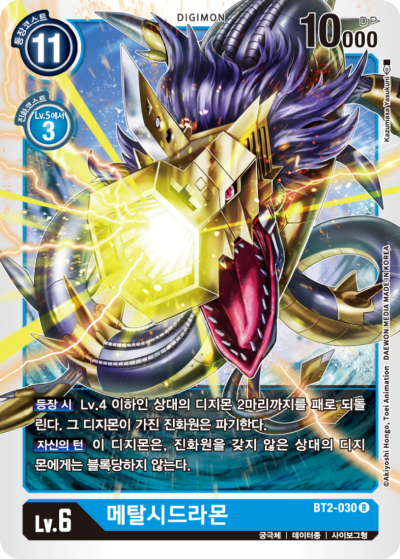 DIGIMON
등장코스트
11
진화코스트
Lv.5에서
3
10000
DP
Kazumasa Yasukuni
©Akiyoshi Hongo, Toei Animation DAEWON MEDIA MADE IN KOREA
등장 시 Lv.4 이하인 상대의 디지몬 2마리까지를 패로 되돌
린다. 그 디지몬이 가진 진화원은 파기한다.
자신의 턴 이 디지몬은, 진화원을 갖지 않은 상대의 디지
몬에게는 블록당하지 않는다.
BT2-030 R
Lv.6
메탈시드라몬
궁극체 | 데이터종 | 사이보그형